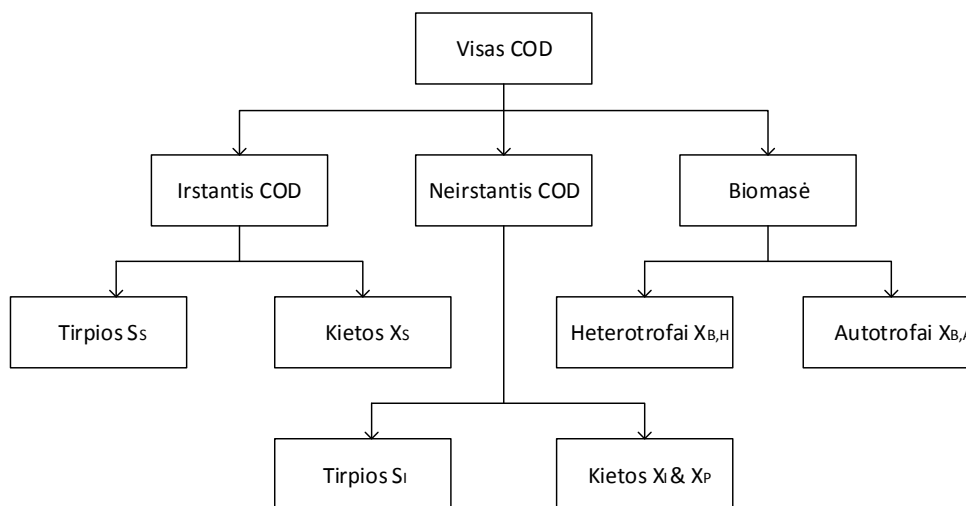 Visas COD
Irstantis COD
Neirstantis COD
Biomasė
Tirpios SS
Kietos XS
Heterotrofai XB,H
Autotrofai XB,A
Tirpios SI
Kietos XI & XP